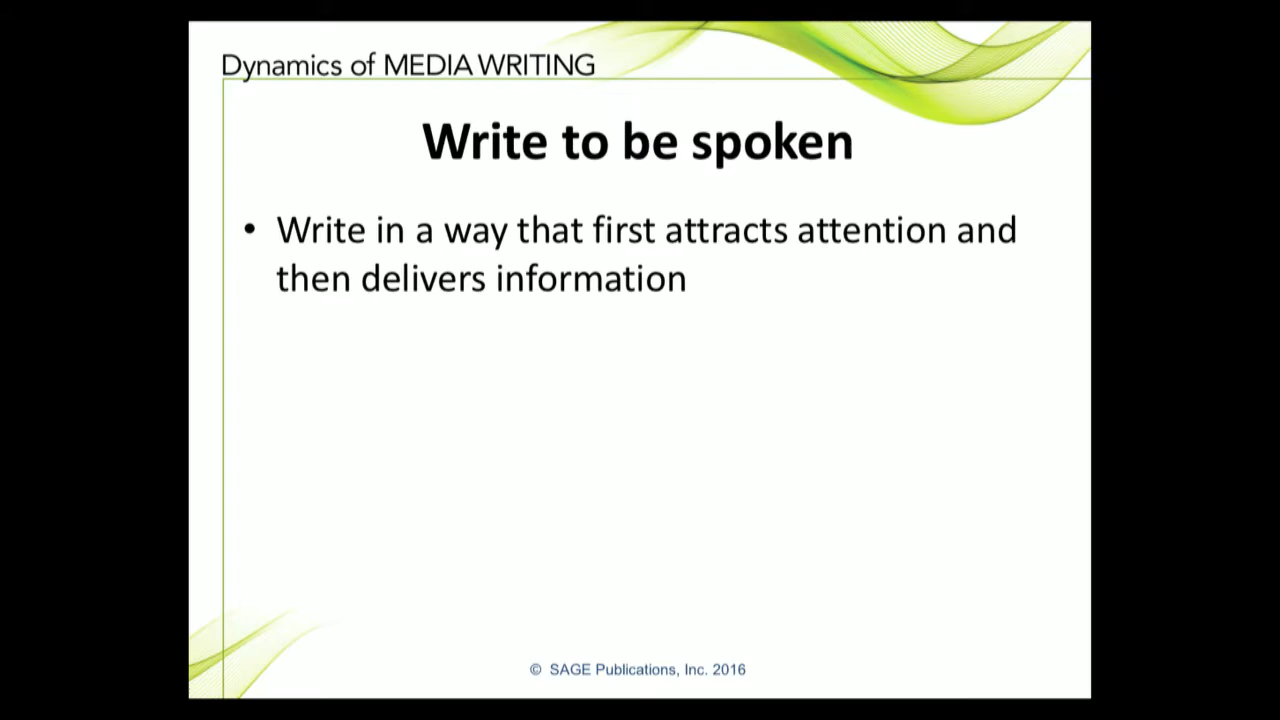 Dynamics of MEDIA WRITING
Write to be spoken
• Write in a way that first attracts attention and
then delivers information
© SAGE Publications, Inc. 2016